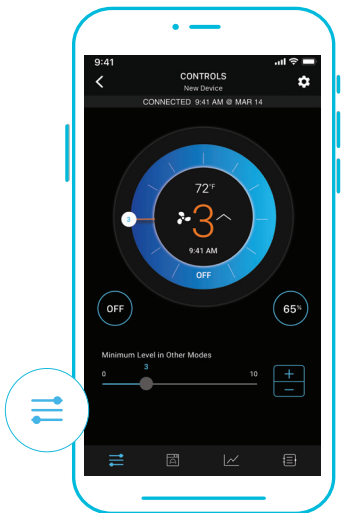 9:41
CONTROLS
New Device
CONNECTED 9:41 AM @ MAR 14
72°F
3
3
9:41 AM
OFF
OFF
65%
Minimum Level in Other Modes
3
0 10
+
−